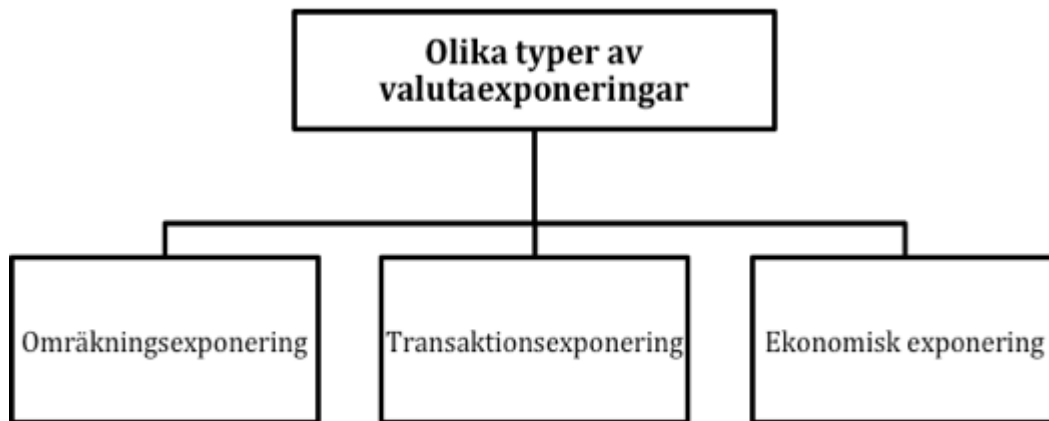 Olika typer av
valutaexponeringar
Omräkningsexponering
Transaktionsexponering
Ekonomisk exponering